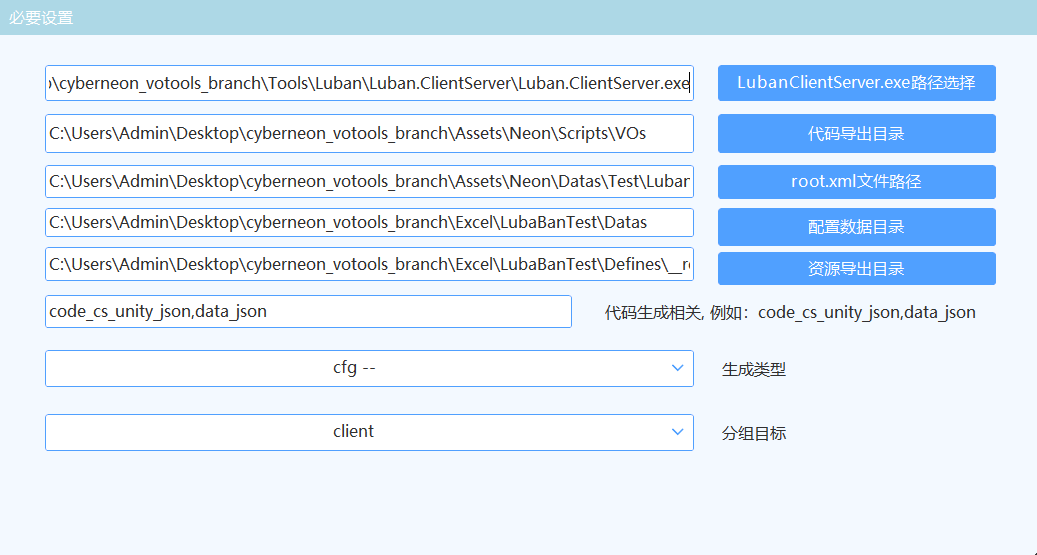 必要设置
\cyberneon_votools_branch\Tools\Luban\Luban.ClientServer\Luban.ClientServer.exe
LubanClientServer.exe路径选择
C:\Users\Admin\Desktop\cyberneon_votools_branch\Assets\Neon\Scripts\VOs
代码导出目录
C:\Users\Admin\Desktop\cyberneon_votools_branch\Assets\Neon\Datas\Test\Luban
root.xml文件路径
C:\Users\Admin\Desktop\cyberneon_votools_branch\Excel\LubaBanTest\Datas
配置数据目录
C:\Users\Admin\Desktop\cyberneon_votools_branch\Excel\LubaBanTest\Defines\__r
资源导出目录
code_cs_unity_json,data_json
代码生成相关, 例如：code_cs_unity_json,data_json
cfg --
生成类型
client
分组目标